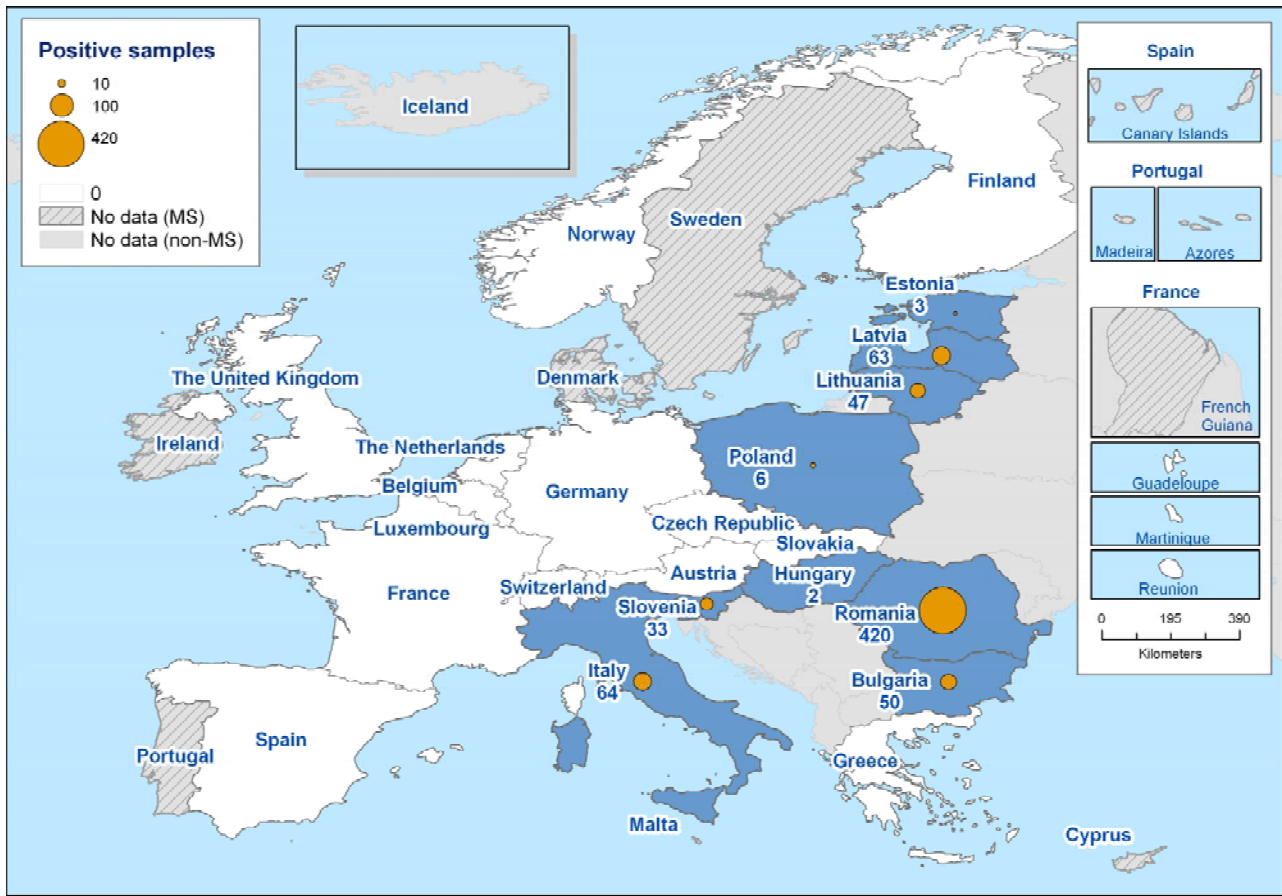 Positive samples
10
100
420
0
No data (MS)
No data (non-MS)
Iceland
Spain
Canary Islands
Portugal
Madeira
Azores
France
French
Guiana
Guadeloupe
Martinique
Reunion
0 195 390
Kilometers
Finland
Sweden
Norway
Estonia
3
Latvia
63
Lithuania
47
The United Kingdom
Denmark
Ireland
The Netherlands
Poland
6
Belgium
Germany
Czech Republic
Luxembourg
Slovakia
Austria
Hungary
2
Switzerland
France
Slovenia
33
Romania
420
Italy
64
Bulgaria
50
Spain
Portugal
Greece
Malta
Cyprus